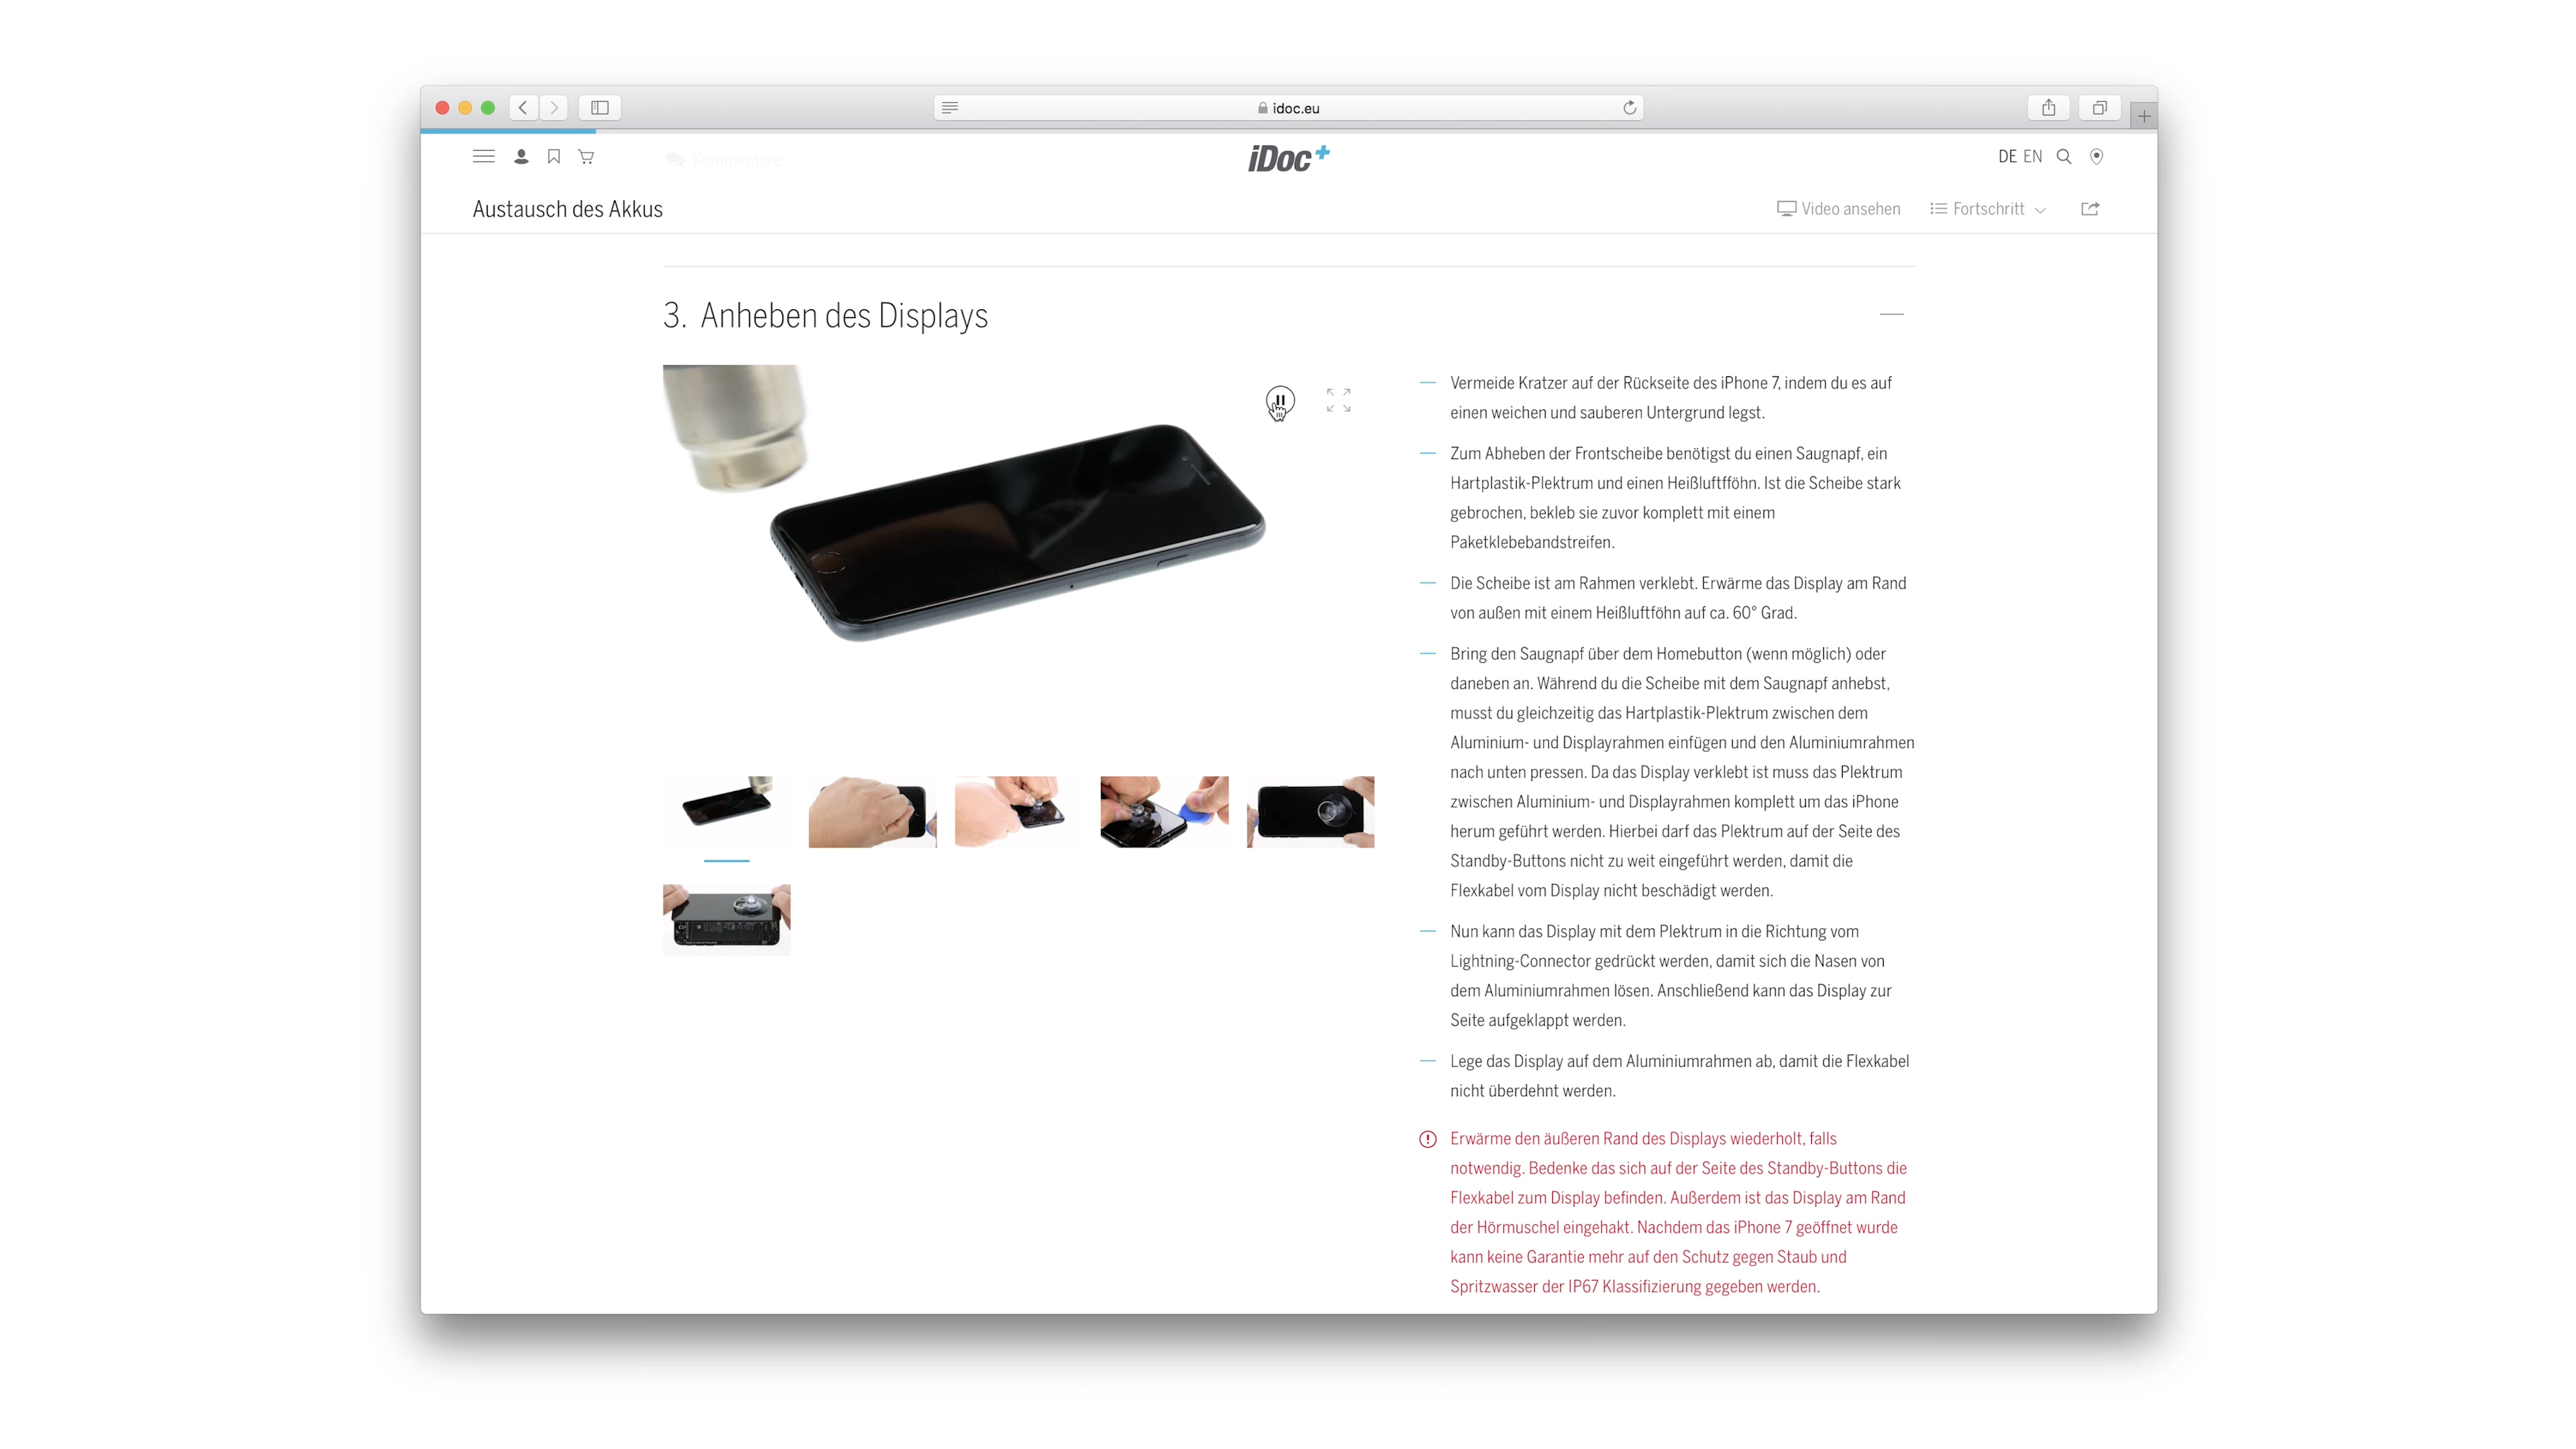 idoc.eu
Kommentare
iDoc+
DE EN
Austausch des Akkus
Video ansehen
Fortschritt
3. Anheben des Displays
Vermeide Kratzer auf der Rückseite des iPhone 7, indem du es auf
einen weichen und sauberen Untergrund legst.
Zum Abheben der Frontscheibe benötigst du einen Saugnapf, ein
Hartplastik-Plektrum und einen Heißluftfföhn. Ist die Scheibe stark
gebrochen, bekleb sie zuvor komplett mit einem
Paketklebebandstreifen.
Die Scheibe ist am Rahmen verklebt. Erwärme das Display am Rand
von außen mit einem Heißluftföhn auf ca. 60° Grad.
Bring den Saugnapf über dem Homebutton (wenn möglich) oder
daneben an. Während du die Scheibe mit dem Saugnapf anhebst,
musst du gleichzeitig das Hartplastik-Plektrum zwischen dem
Aluminium- und Displayrahmen einfügen und den Aluminiumrahmen
nach unten pressen. Da das Display verklebt ist muss das Plektrum
zwischen Aluminium- und Displayrahmen komplett um das iPhone
herum geführt werden. Hierbei darf das Plektrum auf der Seite des
Standby-Buttons nicht zu weit eingeführt werden, damit die
Flexkabel vom Display nicht beschädigt werden.
Nun kann das Display mit dem Plektrum in die Richtung vom
Lightning-Connector gedrückt werden, damit sich die Nasen von
dem Aluminiumrahmen lösen. Anschließend kann das Display zur
Seite aufgeklappt werden.
Lege das Display auf dem Aluminiumrahmen ab, damit die Flexkabel
nicht überdehnt werden.
Erwärme den äußeren Rand des Displays wiederholt, falls
notwendig. Bedenke das sich auf der Seite des Standby-Buttons die
Flexkabel zum Display befinden. Außerdem ist das Display am Rand
der Hörmuschel eingehakt. Nachdem das iPhone 7 geöffnet wurde
kann keine Garantie mehr auf den Schutz gegen Staub und
Spritzwasser der IP67 Klassifizierung gegeben werden.